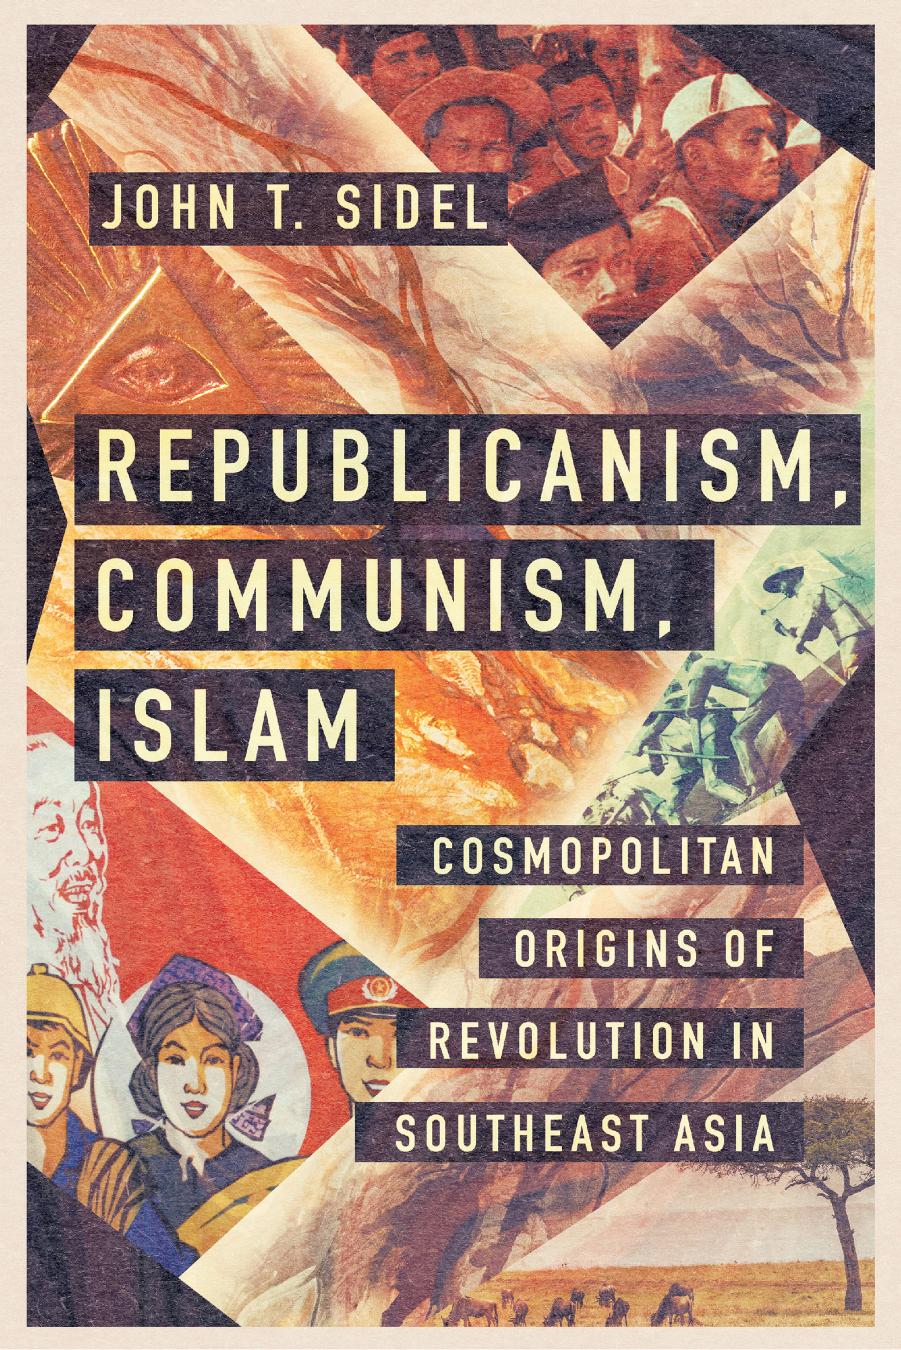 JOHN T. SIDEL
REPUBLICANISM,
COMMUNISM,
ISLAM
COSMOPOLITAN
ORIGINS OF
REVOLUTION IN
SOUTHEAST ASIA